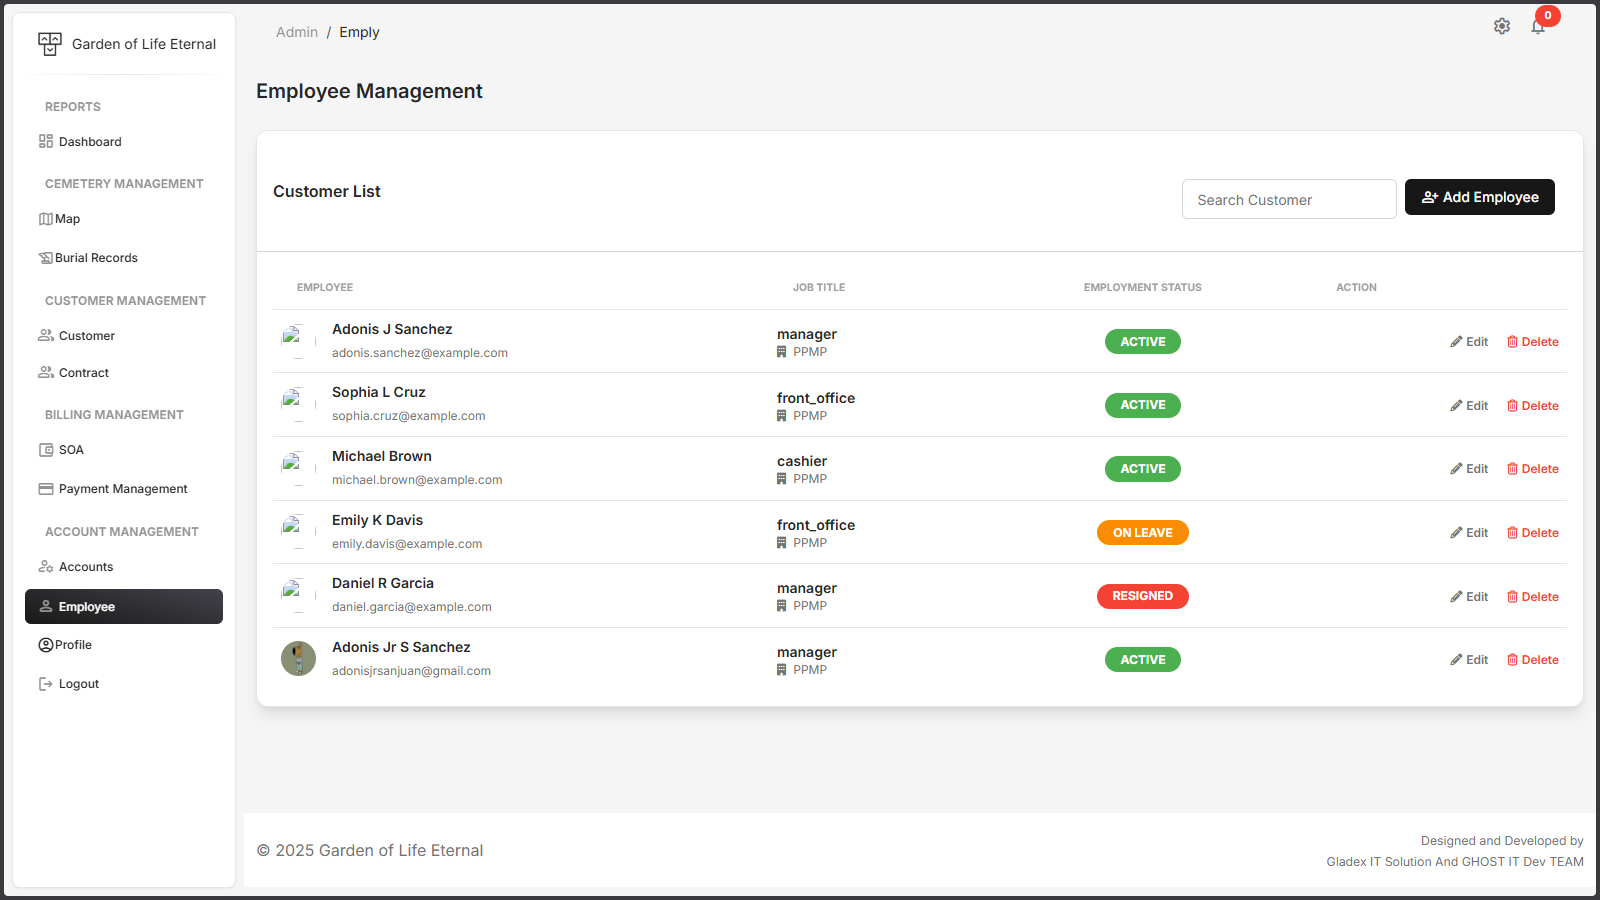 Garden of Life Eternal
REPORTS
Dashboard
CEMETERY MANAGEMENT
Map
Burial Records
CUSTOMER MANAGEMENT
Customer
Contract
BILLING MANAGEMENT
SOA
Payment Management
ACCOUNT MANAGEMENT
Accounts
Employee
Profile
Logout
Admin / Emply
0
Employee Management
Customer List
Search Customer
Add Employee
EMPLOYEE JOB TITLE EMPLOYMENT STATUS ACTION
Adonis J Sanchez
adonis.sanchez@example.com
manager
PPMP
ACTIVE
Edit Delete
Sophia L Cruz
sophia.cruz@example.com
front_office
PPMP
ACTIVE
Edit Delete
Michael Brown
michael.brown@example.com
cashier
PPMP
ACTIVE
Edit Delete
Emily K Davis
emily.davis@example.com
front_office
PPMP
ON LEAVE
Edit Delete
Daniel R Garcia
daniel.garcia@example.com
manager
PPMP
RESIGNED
Edit Delete
Adonis Jr S Sanchez
adonisjrsanjuan@gmail.com
manager
PPMP
ACTIVE
Edit Delete
© 2025 Garden of Life Eternal
Designed and Developed by
Gladex IT Solution And GHOST IT Dev TEAM